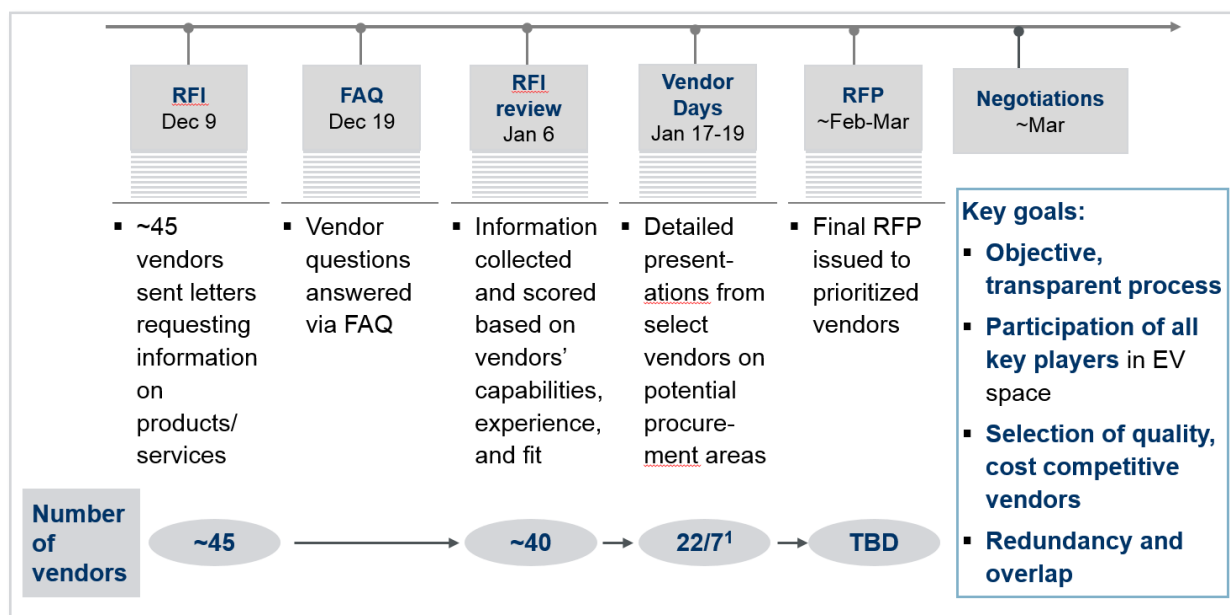 RFI
Dec 9
FAQ
Dec 19
RFI
review
Jan 6
Vendor
Days
Jan 17-19
RFP
~Feb-Mar
Negotiations
~Mar
▪ ~45
vendors
sent letters
requesting
information
on
products/
services
▪ Vendor
questions
answered
via FAQ
▪ Information
collected
and scored
based on
vendors’
capabilities,
experience,
and fit
▪ Detailed
present-
ations from
select
vendors on
potential
procure-
ment areas
▪ Final RFP
issued to
prioritized
vendors
Key goals:
▪ Objective,
transparent process
▪ Participation of all
key players in EV
space
▪ Selection of quality,
cost competitive
vendors
▪ Redundancy and
overlap
Number
of
vendors
~45
~40
22/7¹
TBD